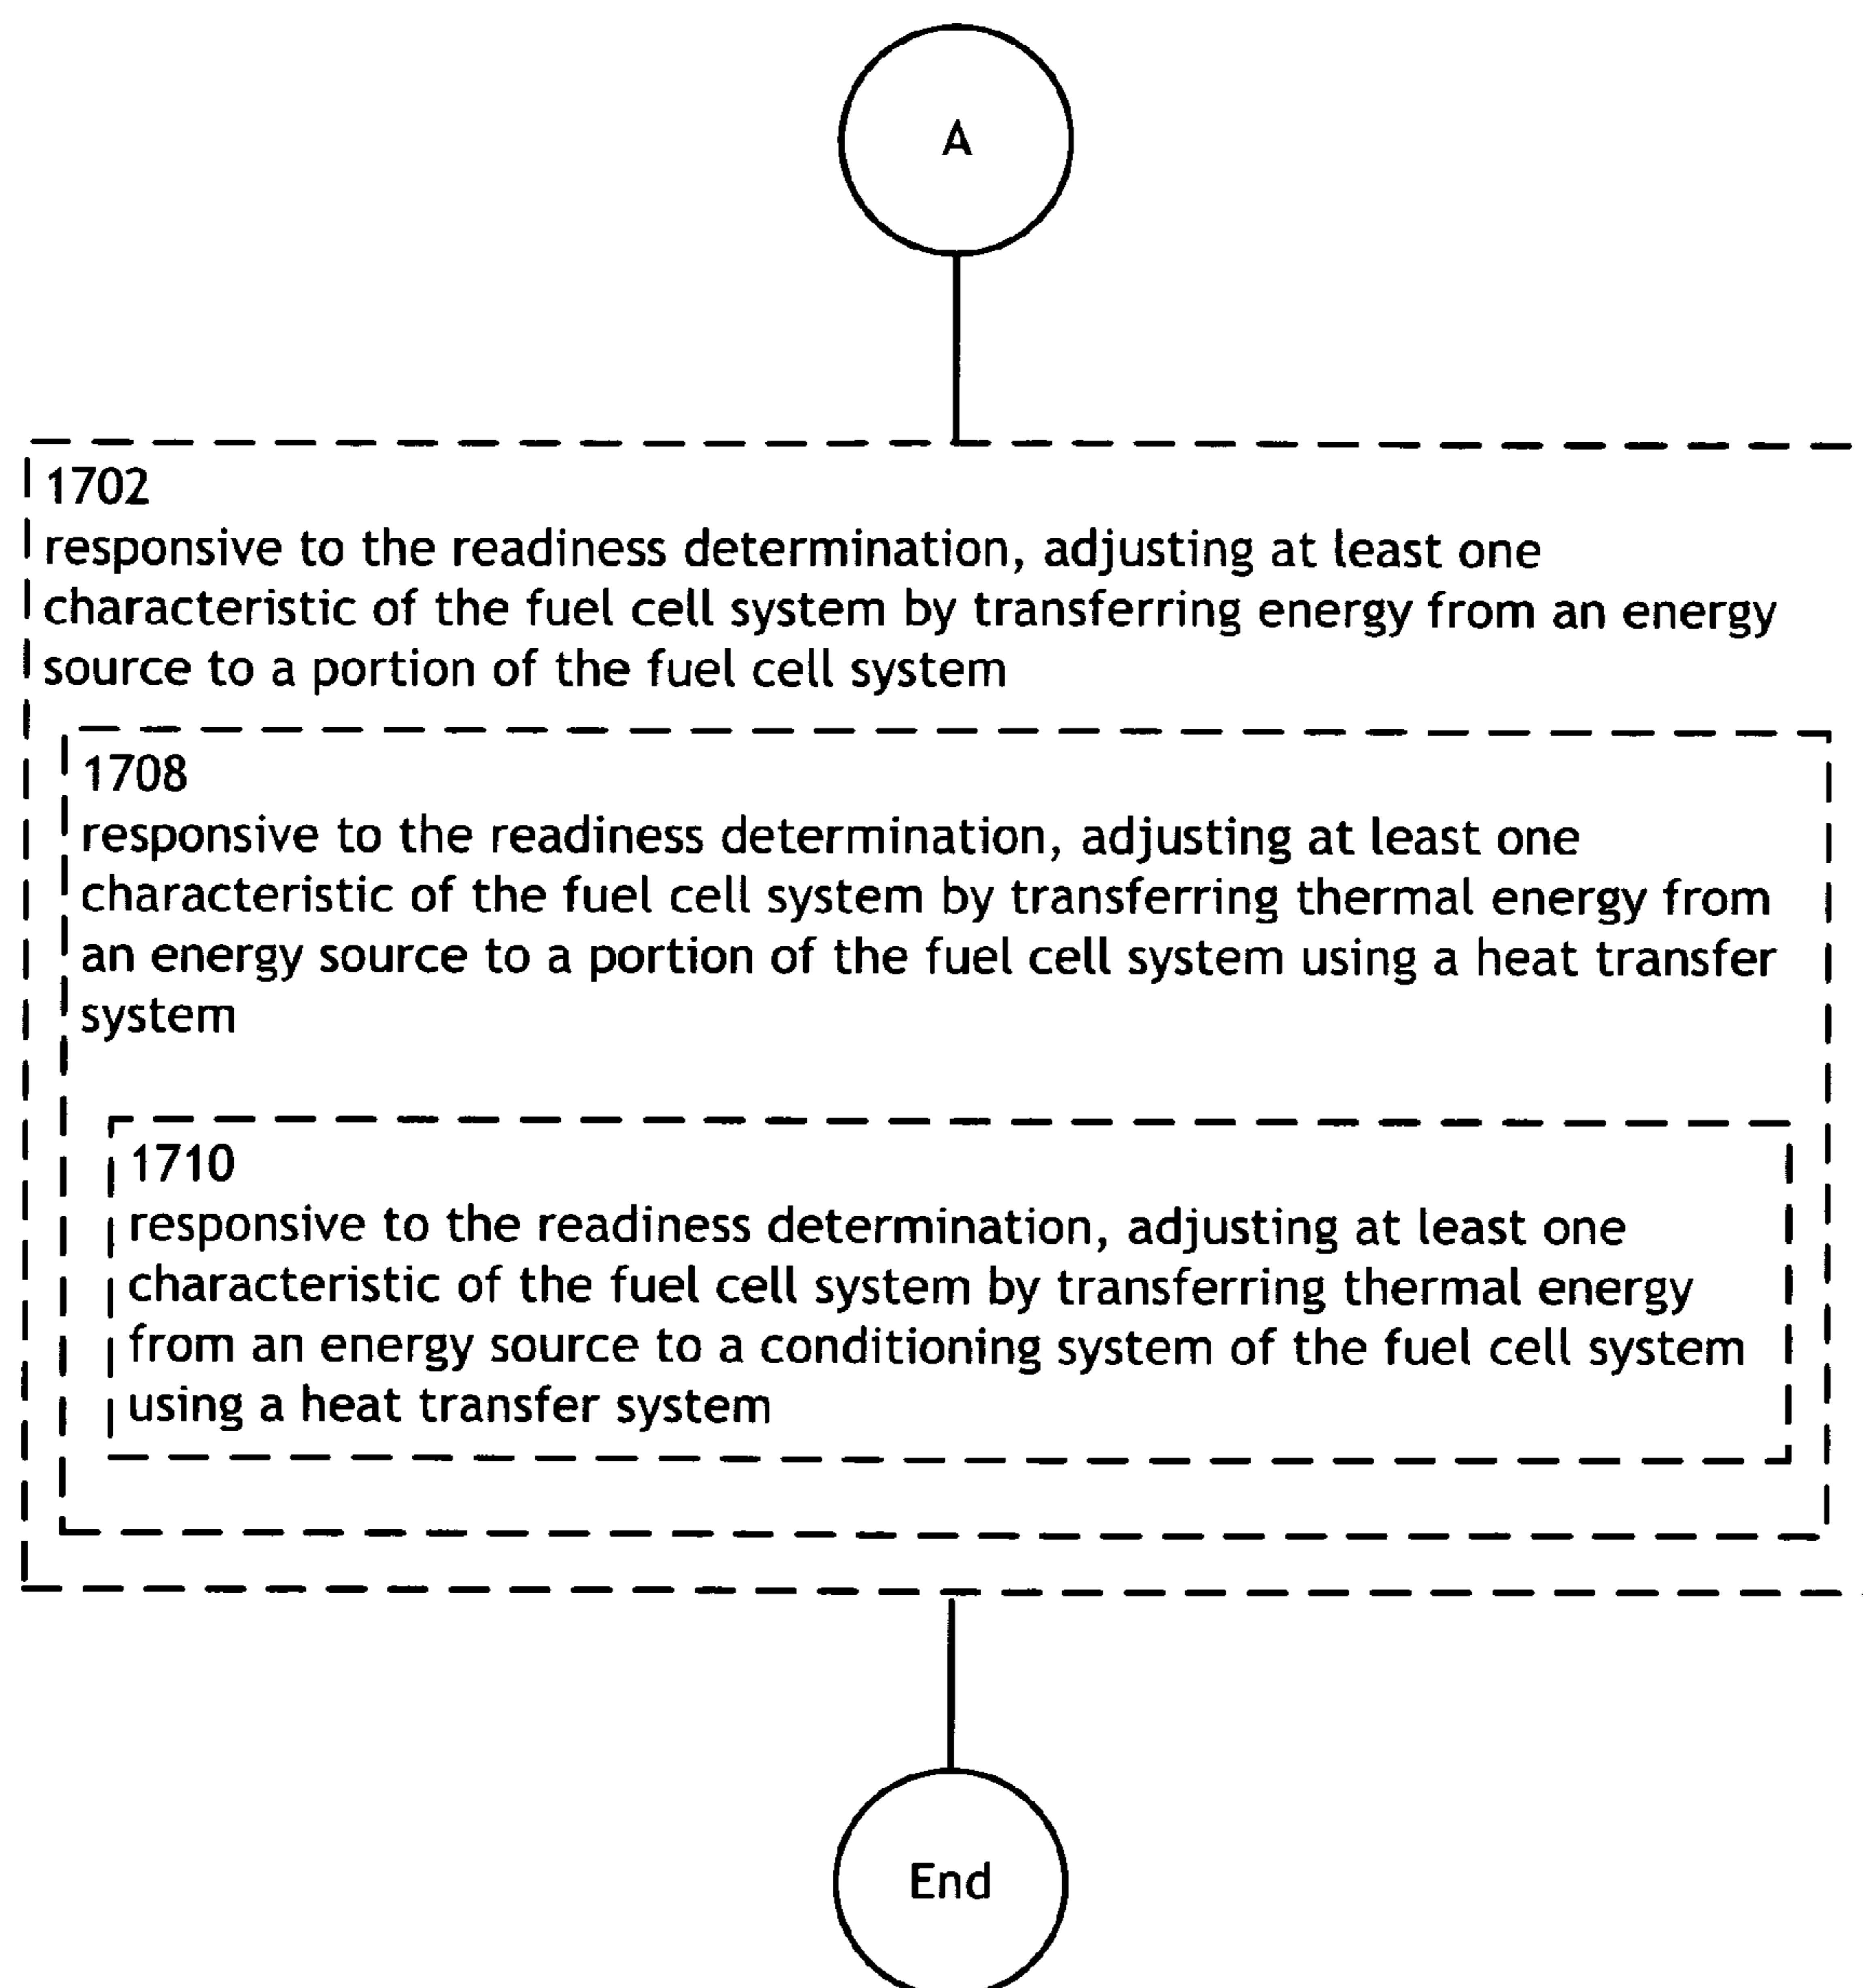 A
1702
responsive to the readiness determination, adjusting at least one
characteristic of the fuel cell system by transferring energy from an energy
source to a portion of the fuel cell system
1708
responsive to the readiness determination, adjusting at least one
characteristic of the fuel cell system by transferring thermal energy from
an energy source to a portion of the fuel cell system using a heat transfer
system
1710
responsive to the readiness determination, adjusting at least one
characteristic of the fuel cell system by transferring thermal energy
from an energy source to a conditioning system of the fuel cell system
using a heat transfer system
End